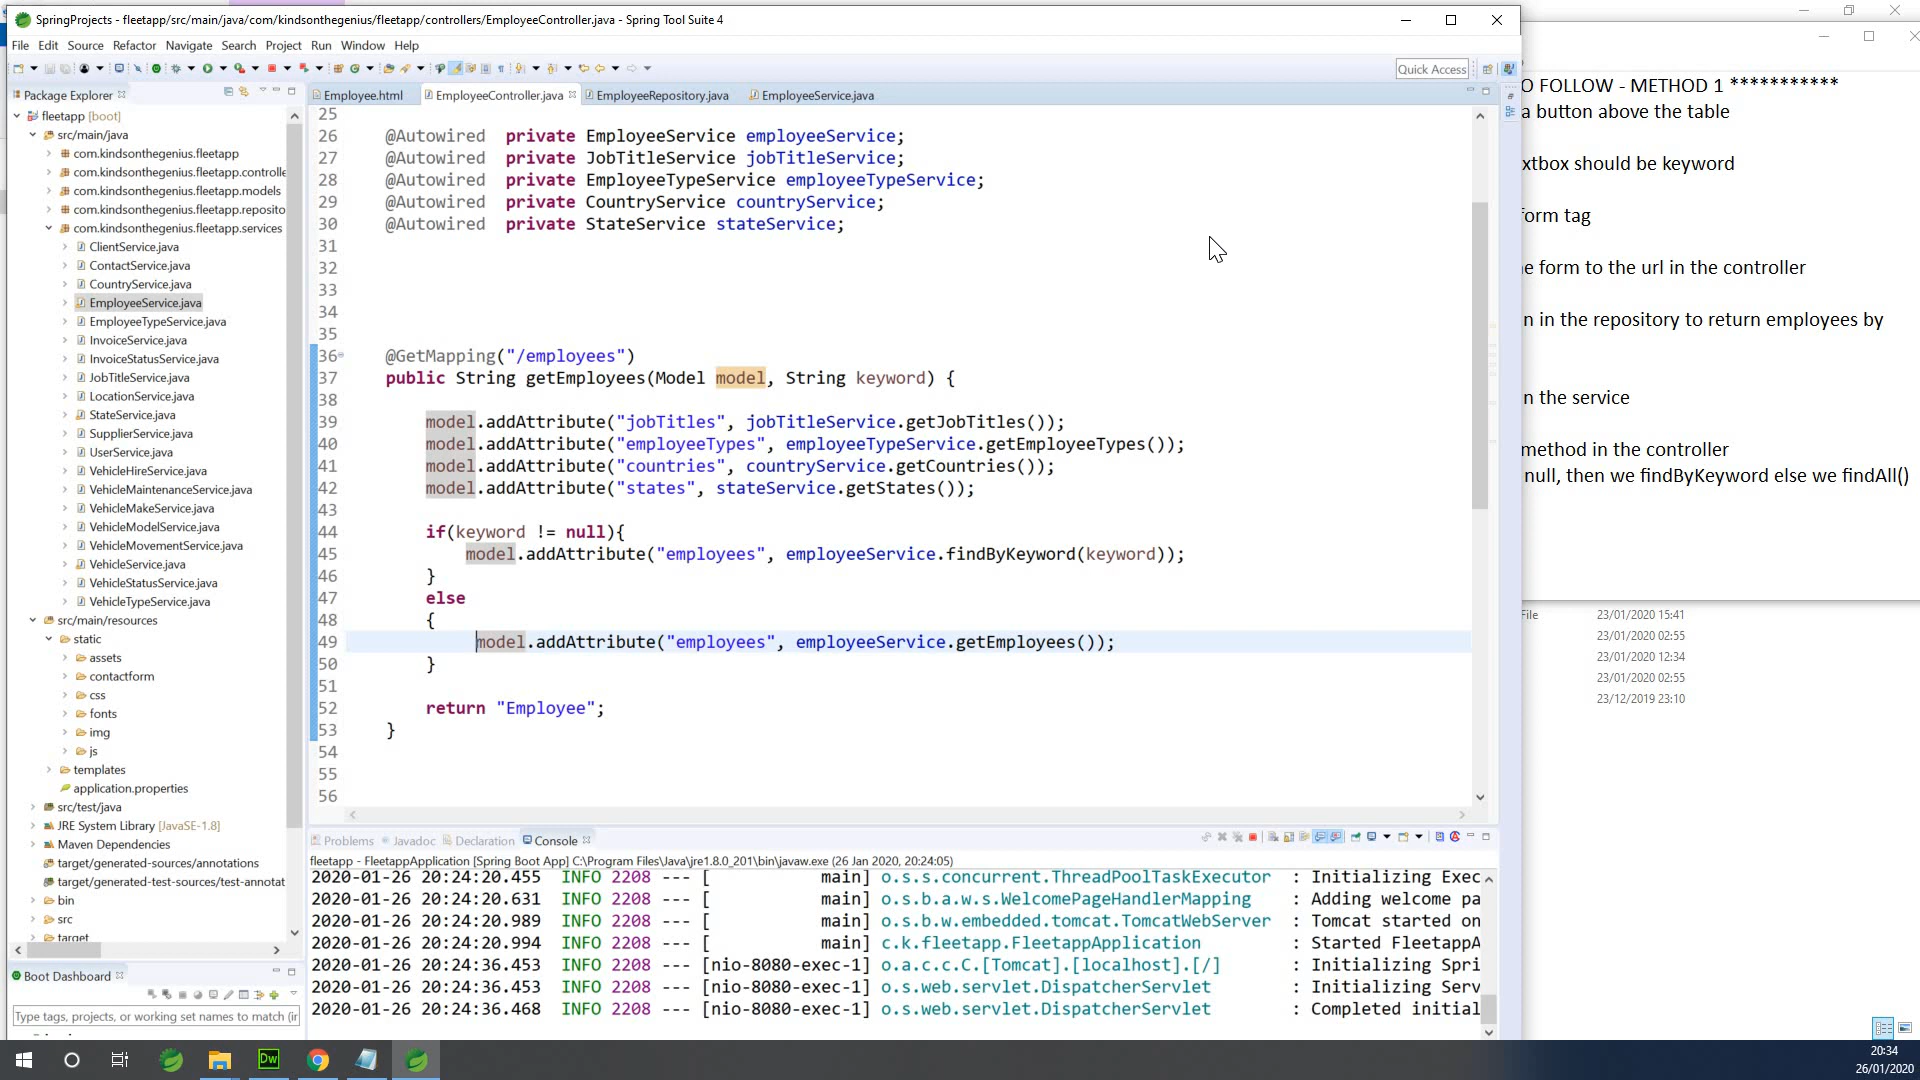 SpringProjects - fleetapp/src/main/java/com/kindsonthegenius/fleetapp/controllers/EmployeeController.java - Spring Tool Suite 4
File Edit Source Refactor Navigate Search Project Run Window Help
Quick Access
Package Explorer
fleetapp [boot]
src/main/java
com.kindsonthegenius.fleetapp
com.kindsonthegenius.fleetapp.controlle
com.kindsonthegenius.fleetapp.models
com.kindsonthegenius.fleetapp.reposito
com.kindsonthegenius.fleetapp.services
ClientService.java
ContactService.java
CountryService.java
EmployeeService.java
EmployeeTypeService.java
InvoiceService.java
InvoiceStatusService.java
JobTitleService.java
LocationService.java
StateService.java
SupplierService.java
UserService.java
VehicleHireService.java
VehicleMaintenanceService.java
VehicleMakeService.java
VehicleModelService.java
VehicleMovementService.java
VehicleService.java
VehicleStatusService.java
VehicleTypeService.java
src/main/resources
static
assets
contactform
css
fonts
img
js
templates
application.properties
src/test/java
JRE System Library [JavaSE-1.8]
Maven Dependencies
target/generated-sources/annotations
target/generated-test-sources/test-annotat
bin
src
target
Boot Dashboard
Type tags, projects, or working set names to match (ir
Employee.html EmployeeController.java EmployeeRepository.java EmployeeService.java
25
26 @Autowired private EmployeeService employeeService;
27 @Autowired private JobTitleService jobTitleService;
28 @Autowired private EmployeeTypeService employeeTypeService;
29 @Autowired private CountryService countryService;
30 @Autowired private StateService stateService;
31
32
33
34
35
36 @GetMapping("/employees")
37 public String getEmployees(Model model, String keyword) {
38
39 model.addAttribute("jobTitles", jobTitleService.getJobTitles());
40 model.addAttribute("employeeTypes", employeeTypeService.getEmployeeTypes());
41 model.addAttribute("countries", countryService.getCountries());
42 model.addAttribute("states", stateService.getStates());
43
44 if(keyword != null){
45 model.addAttribute("employees", employeeService.findByKeyword(keyword));
46 }
47 else
48 {
49 model.addAttribute("employees", employeeService.getEmployees());
50 }
51
52 return "Employee";
53 }
54
55
56
Problems Javadoc Declaration Console
fleetapp - FleetappApplication [Spring Boot App] C:\Program Files\Java\jre1.8.0_201\bin\javaw.exe (26 Jan 2020, 20:24:05)
2020-01-26 20:24:20.455 INFO 2208 --- [ main] o.s.s.concurrent.ThreadPoolTaskExecutor : Initializing Exec
2020-01-26 20:24:20.631 INFO 2208 --- [ main] o.s.b.a.w.s.WelcomePageHandlerMapping : Adding welcome pa
2020-01-26 20:24:20.989 INFO 2208 --- [ main] o.s.b.w.embedded.tomcat.TomcatWebServer : Tomcat started on
2020-01-26 20:24:20.994 INFO 2208 --- [ main] c.k.fleetapp.FleetappApplication : Started FleetappA
2020-01-26 20:24:36.453 INFO 2208 --- [nio-8080-exec-1] o.a.c.c.C.[Tomcat].[localhost].[/] : Initializing Spri
2020-01-26 20:24:36.453 INFO 2208 --- [nio-8080-exec-1] o.s.web.servlet.DispatcherServlet : Initializing Serv
2020-01-26 20:24:36.468 INFO 2208 --- [nio-8080-exec-1] o.s.web.servlet.DispatcherServlet : Completed initial
O FOLLOW - METHOD 1 ***********
a button above the table
xtbox should be keyword
form tag
e form to the url in the controller
n in the repository to return employees by
n the service
method in the controller
null, then we findByKeyword else we findAll()
File 23/01/2020 15:41
23/01/2020 02:55
23/01/2020 12:34
23/01/2020 02:55
23/12/2019 23:10
Dw
20:34
26/01/2020